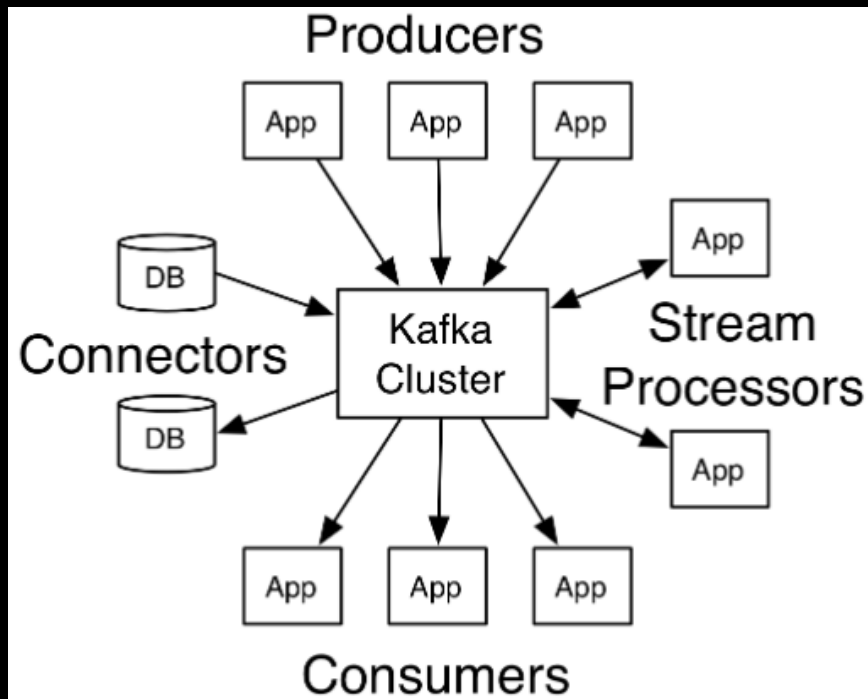 Producers
App
App
App
DB
App
Kafka
Cluster
Stream
Processors
Connectors
DB
App
App
App
App
Consumers